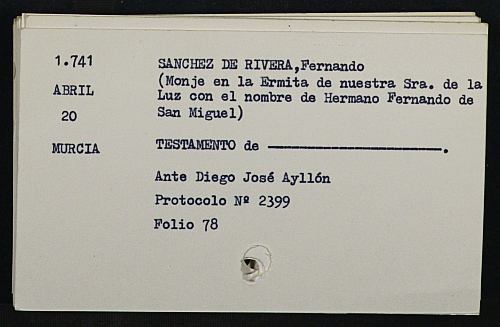 1.741 SANCHEZ DE RIVERA,Fernando
(Monje en la Ermita de nuestra Sra. de la
ABRIL Luz con el nombre de Hermano Fernando de
20 San Miguel)
MURCIA TESTAMENTO de ————————————.
Ante Diego José Ayllón
Protocolo Nº 2399
Folio 78